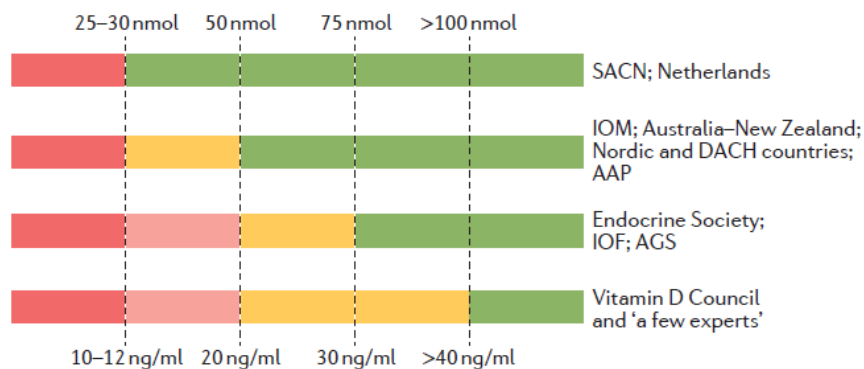 25–30 nmol 50 nmol 75 nmol >100 nmol
SACN; Netherlands
IOM; Australia–New Zealand;
Nordic and DACH countries;
AAP
Endocrine Society;
IOF; AGS
Vitamin D Council
and ‘a few experts’
10–12 ng/ml 20 ng/ml 30 ng/ml >40 ng/ml